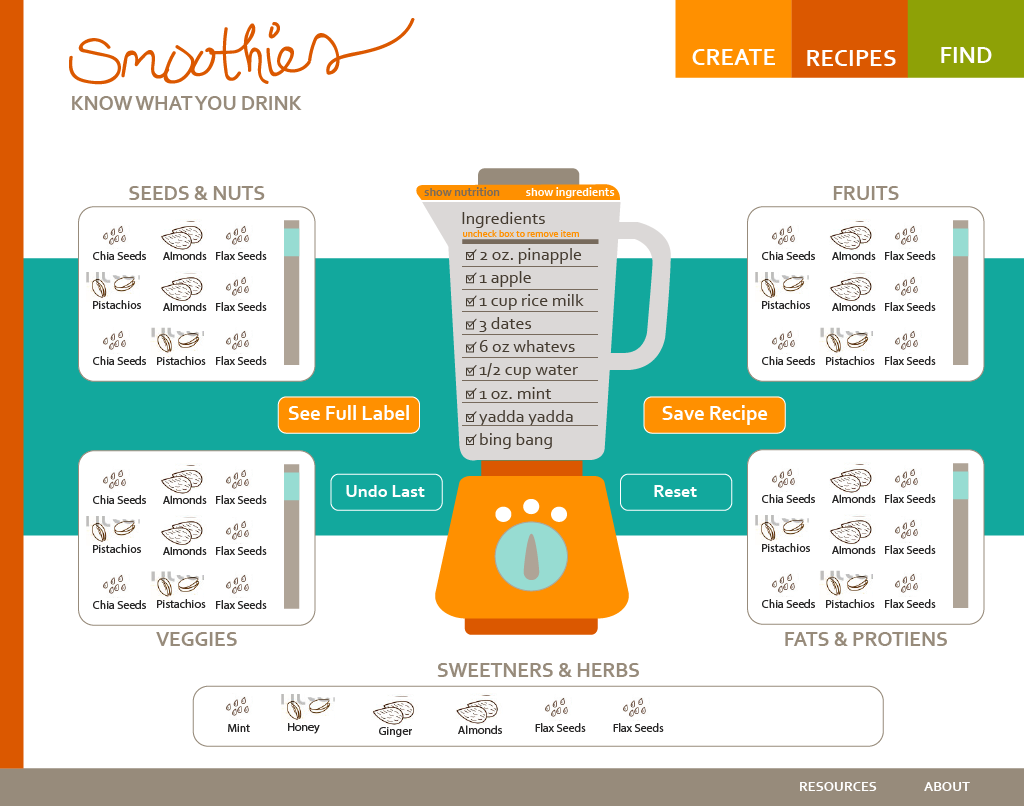 Smoothies
KNOW WHAT YOU DRINK
CREATE
RECIPES
FIND
SEEDS & NUTS
Chia Seeds Almonds Flax Seeds
Pistachios Almonds Flax Seeds
Chia Seeds Pistachios Flax Seeds
show nutrition show ingredients
Ingredients
uncheck box to remove item
2 oz. pinapple
1 apple
1 cup rice milk
3 dates
6 oz whatevs
1/2 cup water
1 oz. mint
yadda yadda
bing bang
FRUITS
Chia Seeds Almonds Flax Seeds
Pistachios Almonds Flax Seeds
Chia Seeds Pistachios Flax Seeds
See Full Label
Save Recipe
Undo Last
Reset
Chia Seeds Almonds Flax Seeds
Pistachios Almonds Flax Seeds
Chia Seeds Pistachios Flax Seeds
VEGGIES
Chia Seeds Almonds Flax Seeds
Pistachios Almonds Flax Seeds
Chia Seeds Pistachios Flax Seeds
FATS & PROTIENS
SWEETNERS & HERBS
Mint Honey Ginger Almonds Flax Seeds Flax Seeds
RESOURCES ABOUT